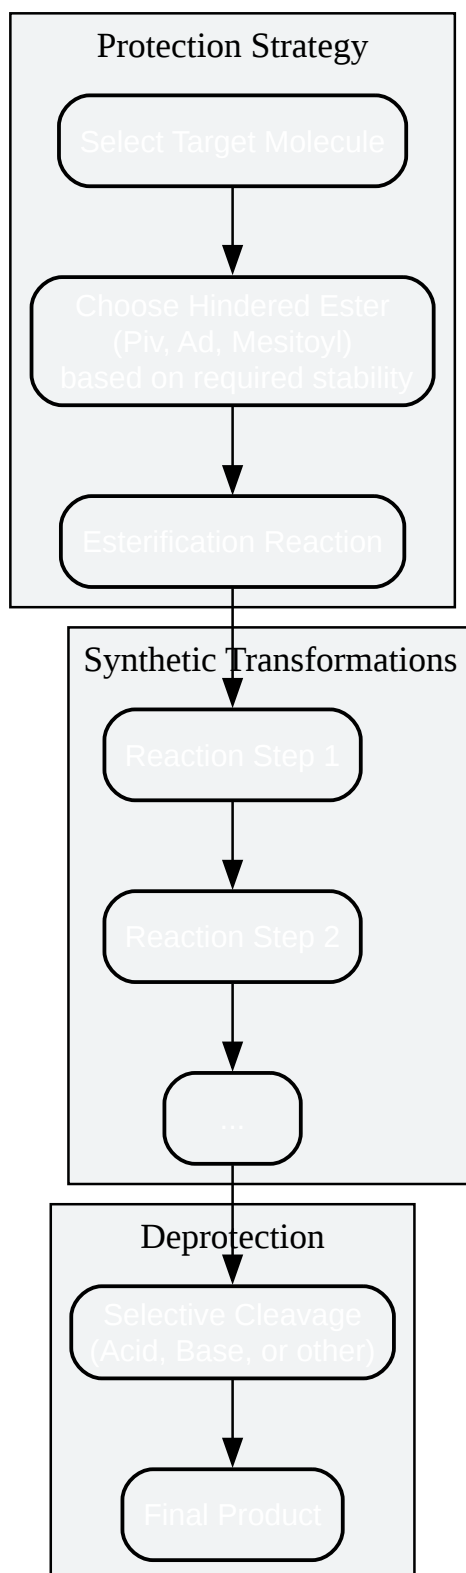 Protection Strategy
Select Target Molecule
Choose Hindered Ester
(Piv, Ad, Mesitoyl)
based on required stability
Esterification Reaction
Synthetic Transformations
Reaction Step 1
Reaction Step 2
...
Deprotection
Selective Cleavage
(Acid, Base, or other)
Final Product